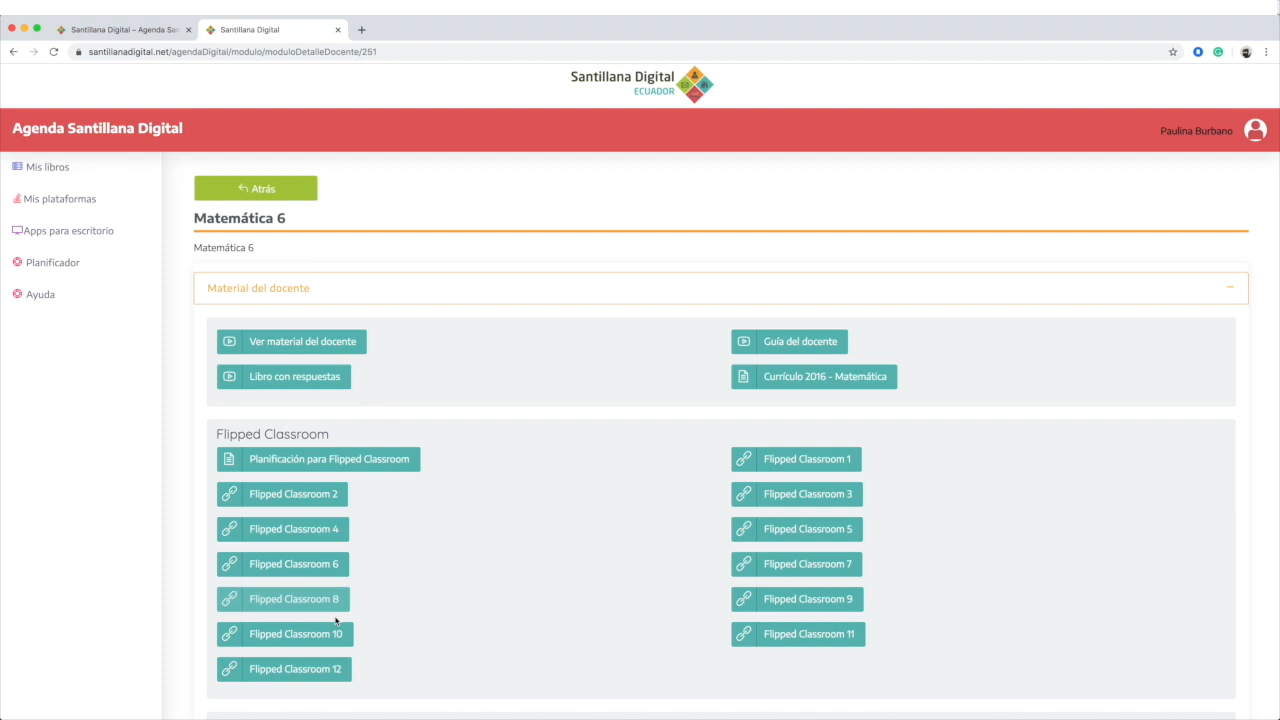 Santillana Digital – Agenda San
Santillana Digital
santillanadigital.net/agendaDigital/modulo/moduloDetalleDocente/251
Santillana Digital
ECUADOR
Agenda Santillana Digital
Paulina Burbano
Mis libros
Mis plataformas
Apps para escritorio
Planificador
Ayuda
Atrás
Matemática 6
Matemática 6
Material del docente
Ver material del docente
Guía del docente
Libro con respuestas
Currículo 2016 - Matemática
Flipped Classroom
Planificación para Flipped Classroom
Flipped Classroom 1
Flipped Classroom 2
Flipped Classroom 3
Flipped Classroom 4
Flipped Classroom 5
Flipped Classroom 6
Flipped Classroom 7
Flipped Classroom 8
Flipped Classroom 9
Flipped Classroom 10
Flipped Classroom 11
Flipped Classroom 12